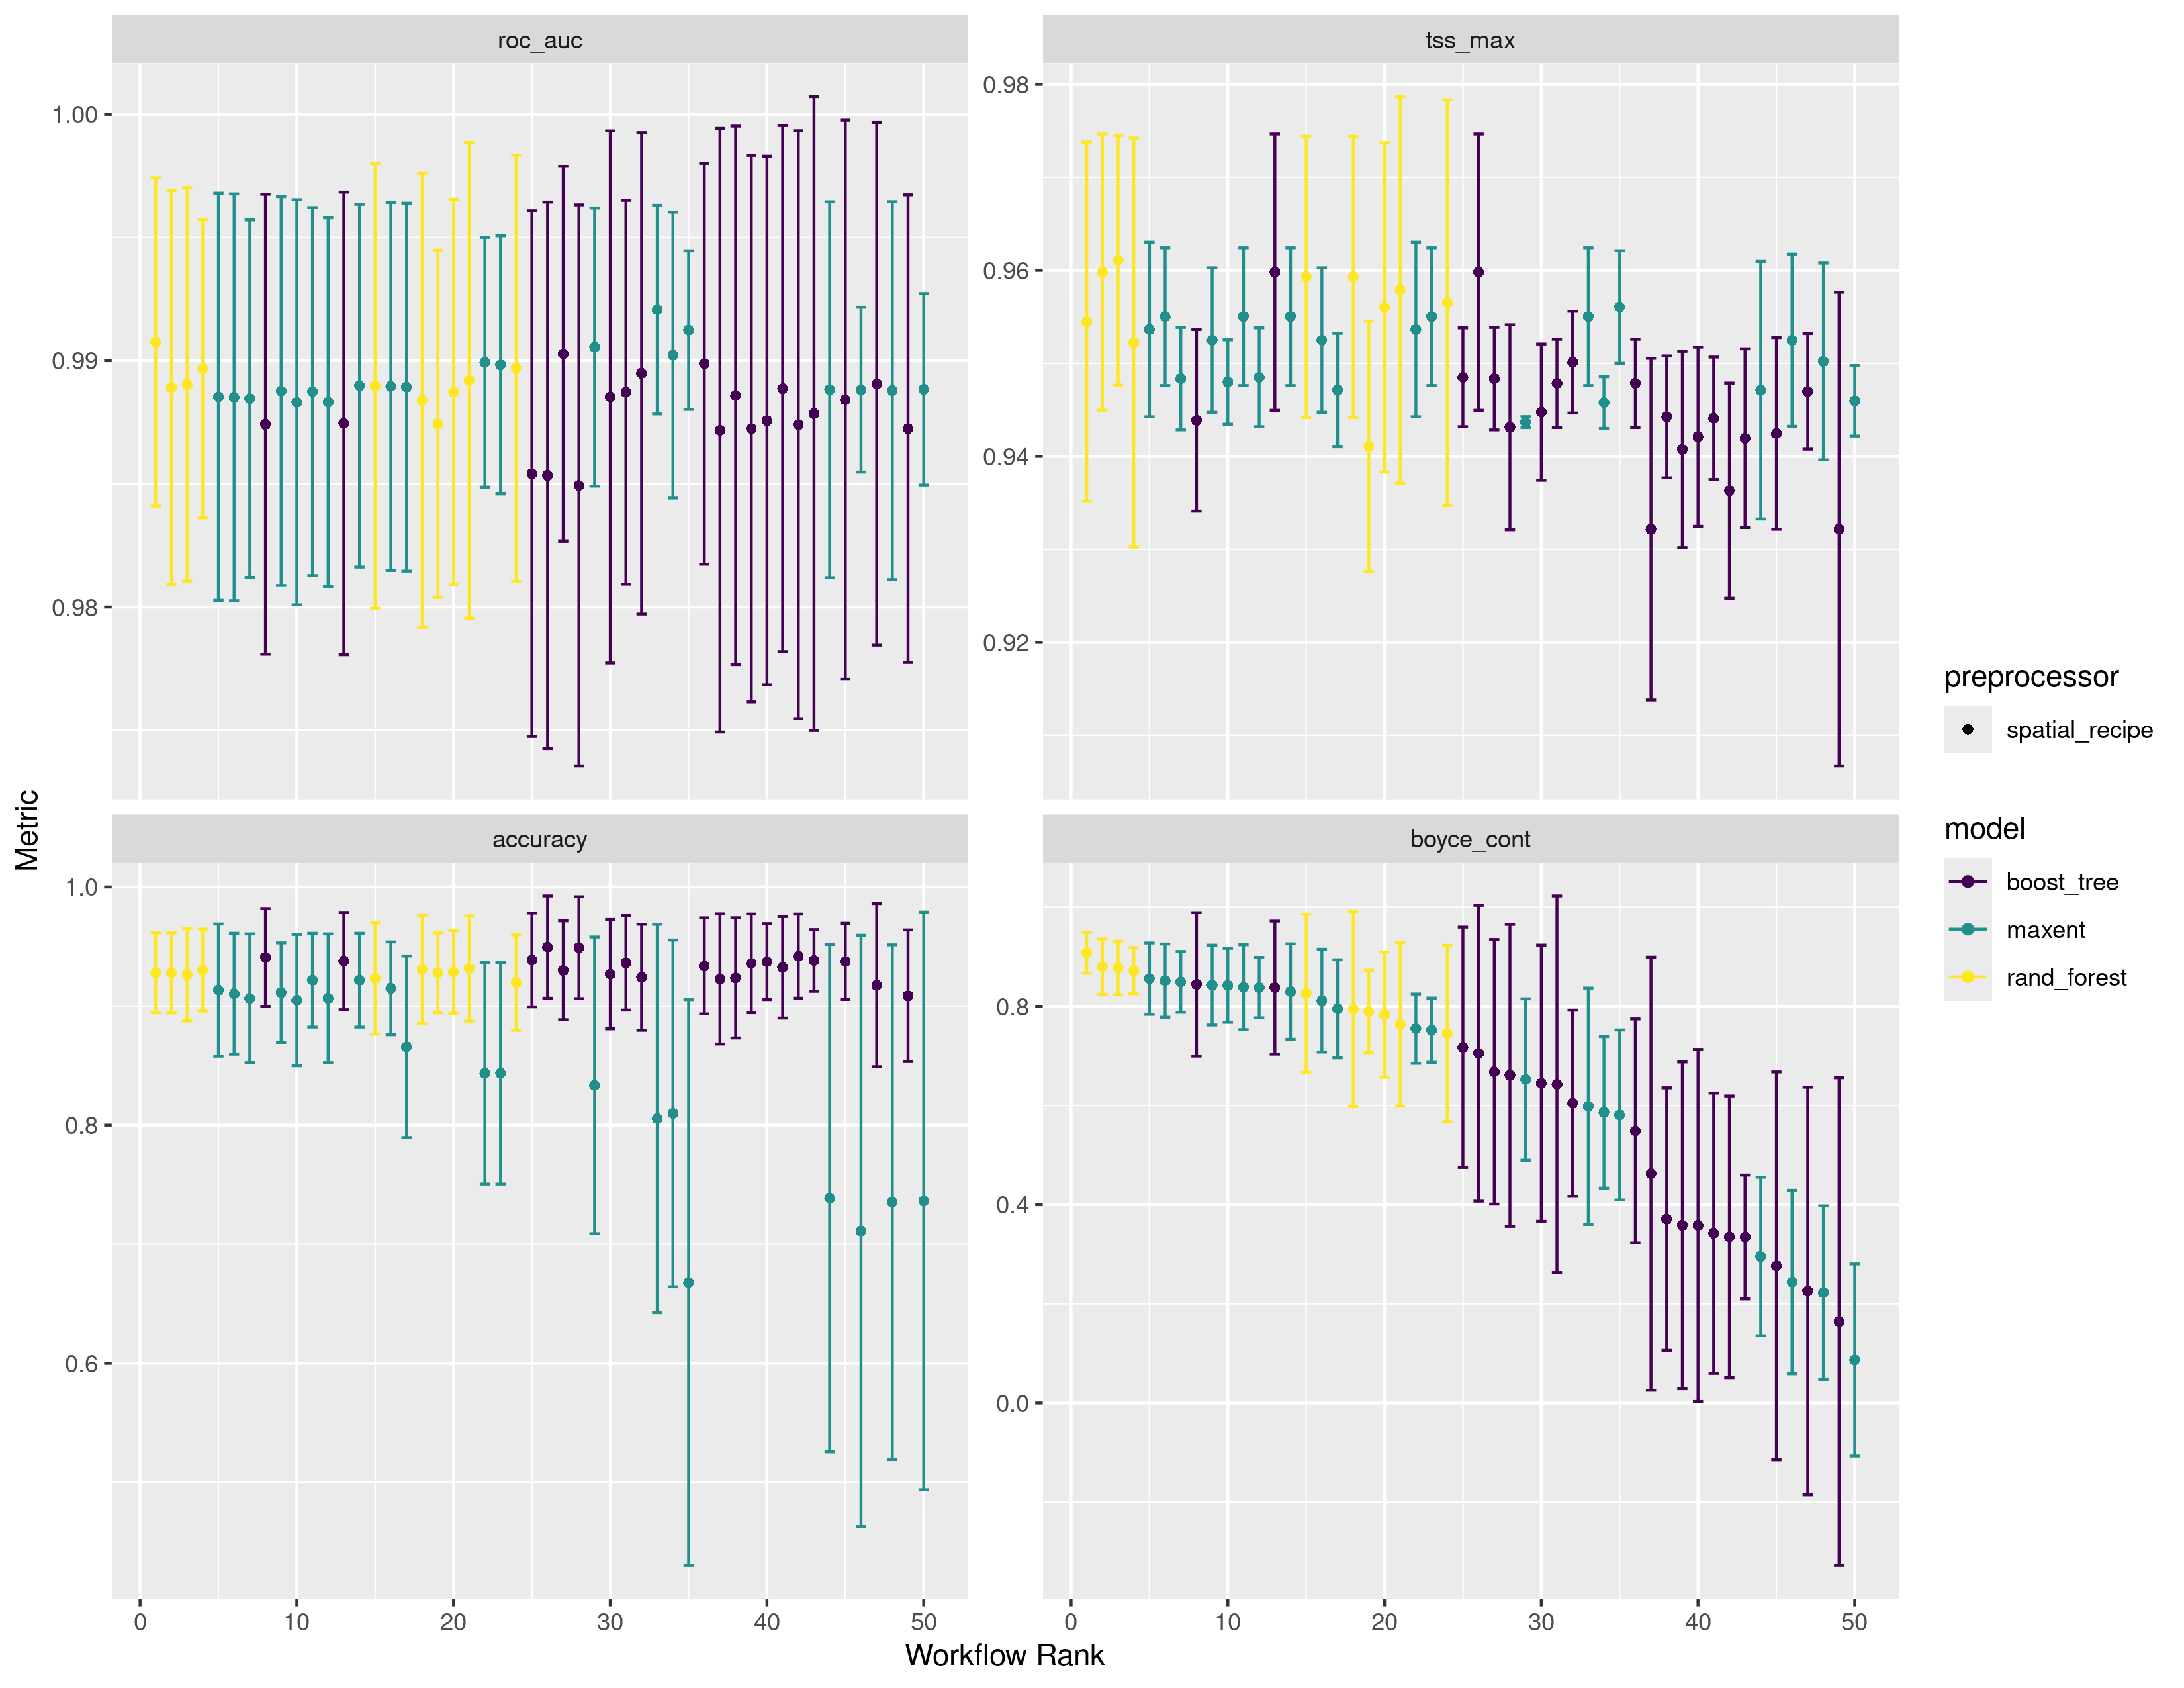 roc_auc
tss_max
1.00
0.99
0.98
0.98
0.96
0.94
0.92
accuracy
boyce_cont
1.0
0.8
0.6
0.8
0.4
0.0
0 10 20 30 40 50
0 10 20 30 40 50
Workflow Rank
Metric
preprocessor
spatial_recipe
model
boost_tree
maxent
rand_forest